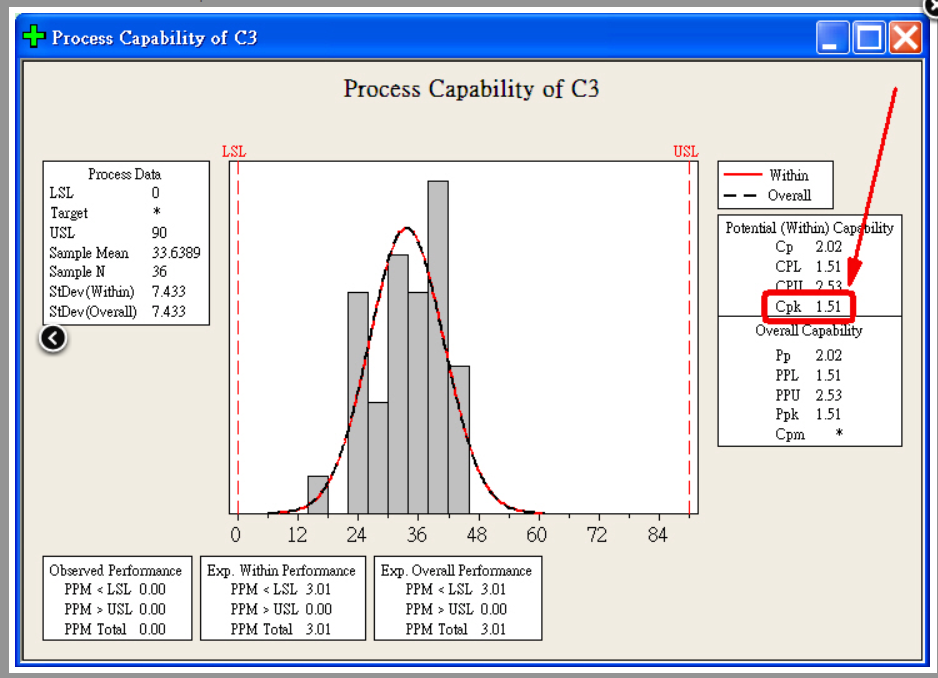 Process Capability of C3
Process Capability of C3
LSL
USL
Process Data
LSL 0
Target *
USL 90
Sample Mean 33.6389
Sample N 36
StDev(Within) 7.433
StDev(Overall) 7.433
Within
Overall
Potential (Within) Capability
Cp 2.02
CPL 1.51
CPU 2.53
Cpk 1.51
Overall Capability
Pp 2.02
PPL 1.51
PPU 2.53
Ppk 1.51
Cpm *
0 12 24 36 48 60 72 84
Observed Performance
PPM < LSL 0.00
PPM > USL 0.00
PPM Total 0.00
Exp. Within Performance
PPM < LSL 3.01
PPM > USL 0.00
PPM Total 3.01
Exp. Overall Performance
PPM < LSL 3.01
PPM > USL 0.00
PPM Total 3.01